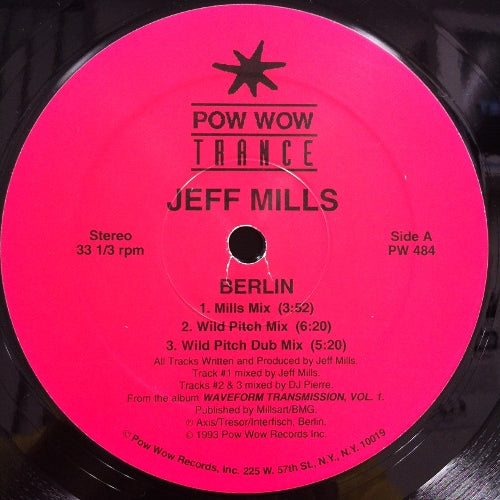 POW WOW
TRANCE
JEFF MILLS
Stereo
33 1/3 rpm
Side A
PW 484
BERLIN
1. Mills Mix (3:52)
2. Wild Pitch Mix (6:20)
3. Wild Pitch Dub Mix (5:20)
All Tracks Written and Produced by Jeff Mills.
Track #1 mixed by Jeff Mills.
Tracks #2 & 3 mixed by DJ Pierre.
From the album WAVEFORM TRANSMISSION, VOL. 1.
Published by Millsart/BMG.
℗ Axis/Tresor/Interfisch, Berlin.
© 1993 Pow Wow Records Inc.
© Pow Wow Records, Inc. 225 W. 57th St., N.Y., N.Y. 10019